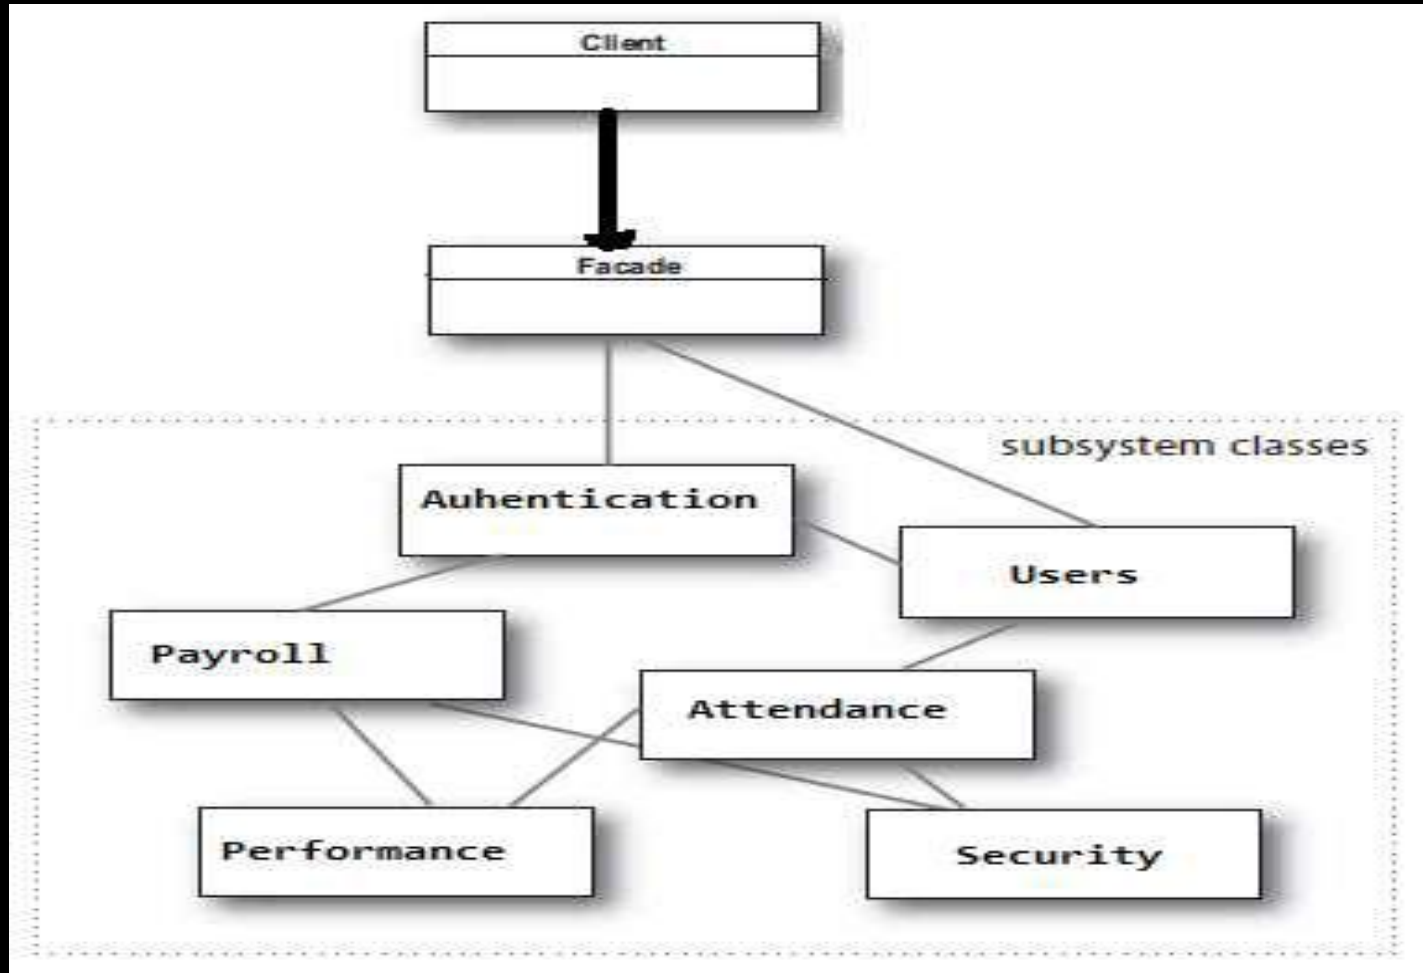 Client
Facade
subsystem classes
Auhentication
Users
Payroll
Attendance
Performance
Security